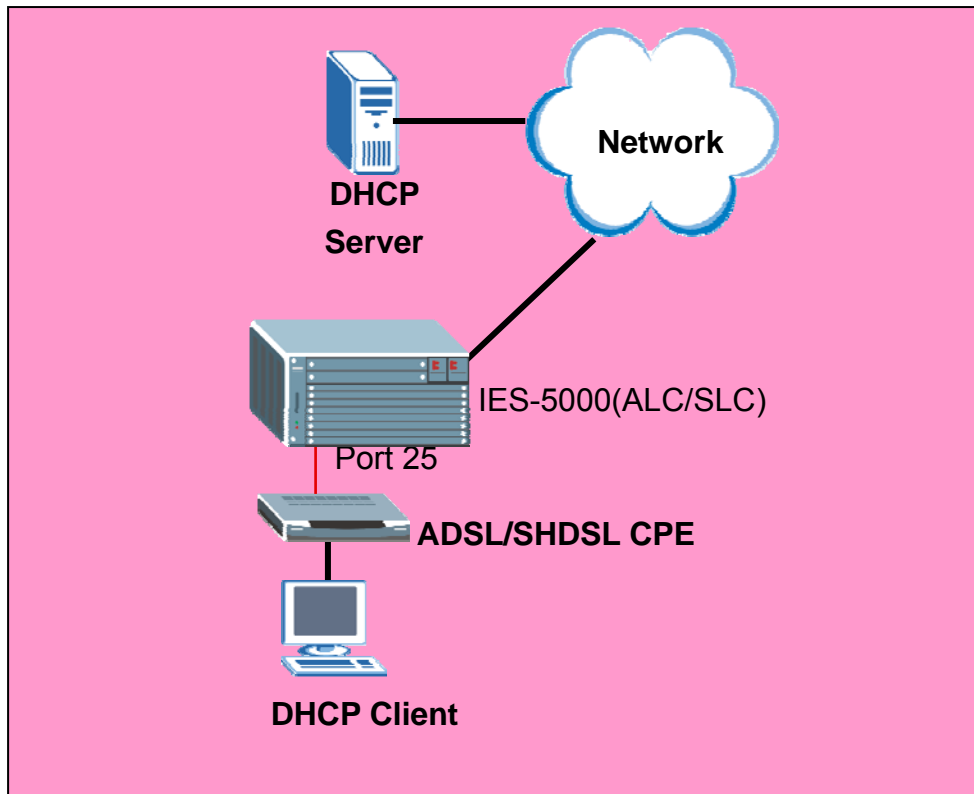 Network
DHCP
Server
IES-5000(ALC/SLC)
Port 25
ADSL/SHDSL CPE
DHCP Client